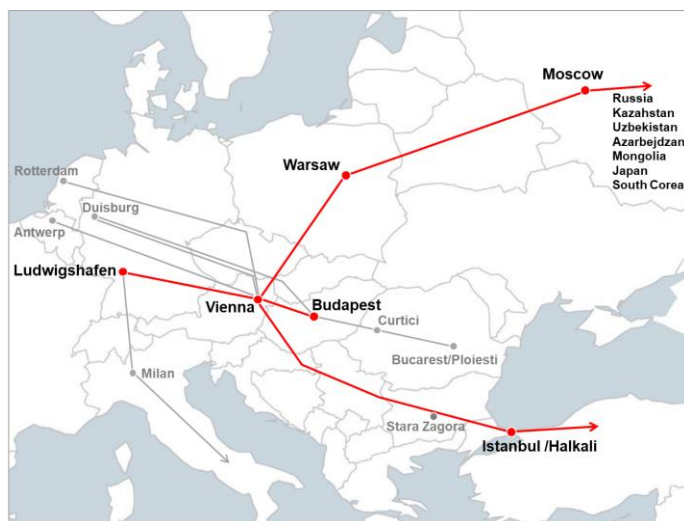 Moscow
Russia
Kazahstan
Uzbekistan
Azarbejdzan
Mongolia
Japan
South Corea
Warsaw
Rotterdam
Duisburg
Antwerp
Ludwigshafen
Vienna
Budapest
Curtici
Bucarest/Ploiesti
Milan
Stara Zagora
Istanbul /Halkali